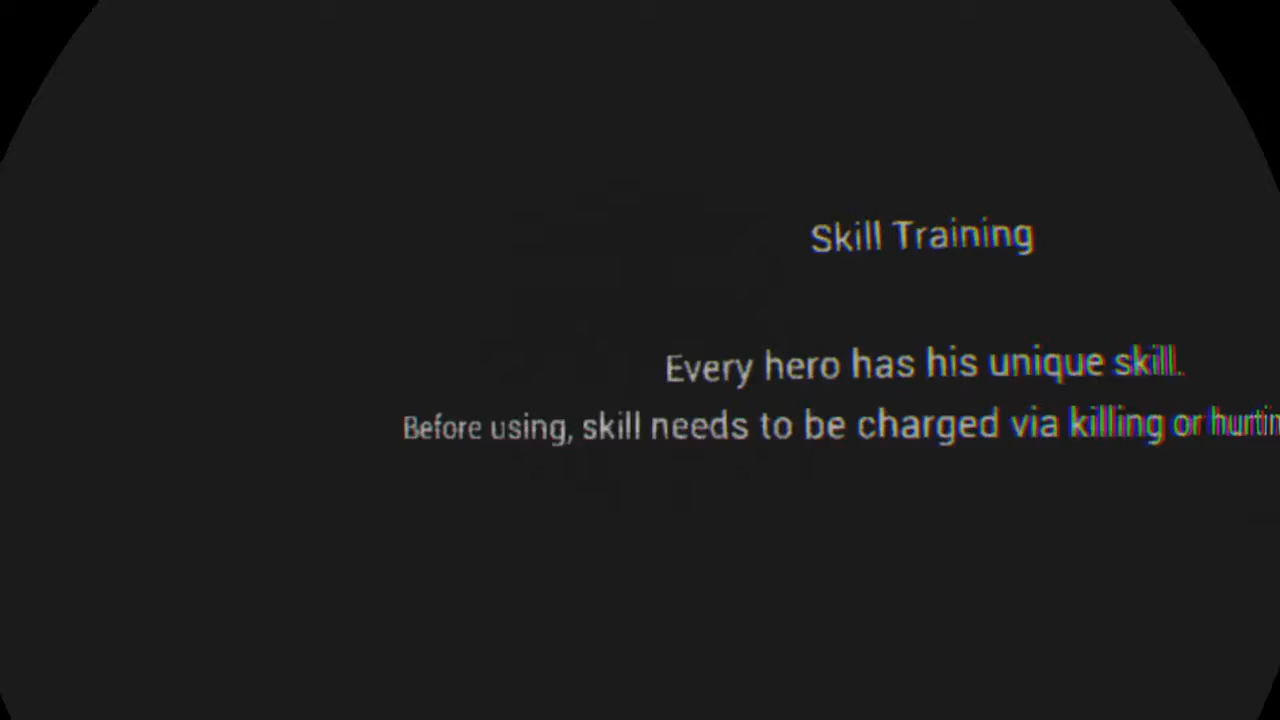 Skill Training
Every hero has his unique skill.
Before using, skill needs to be charged via killing or